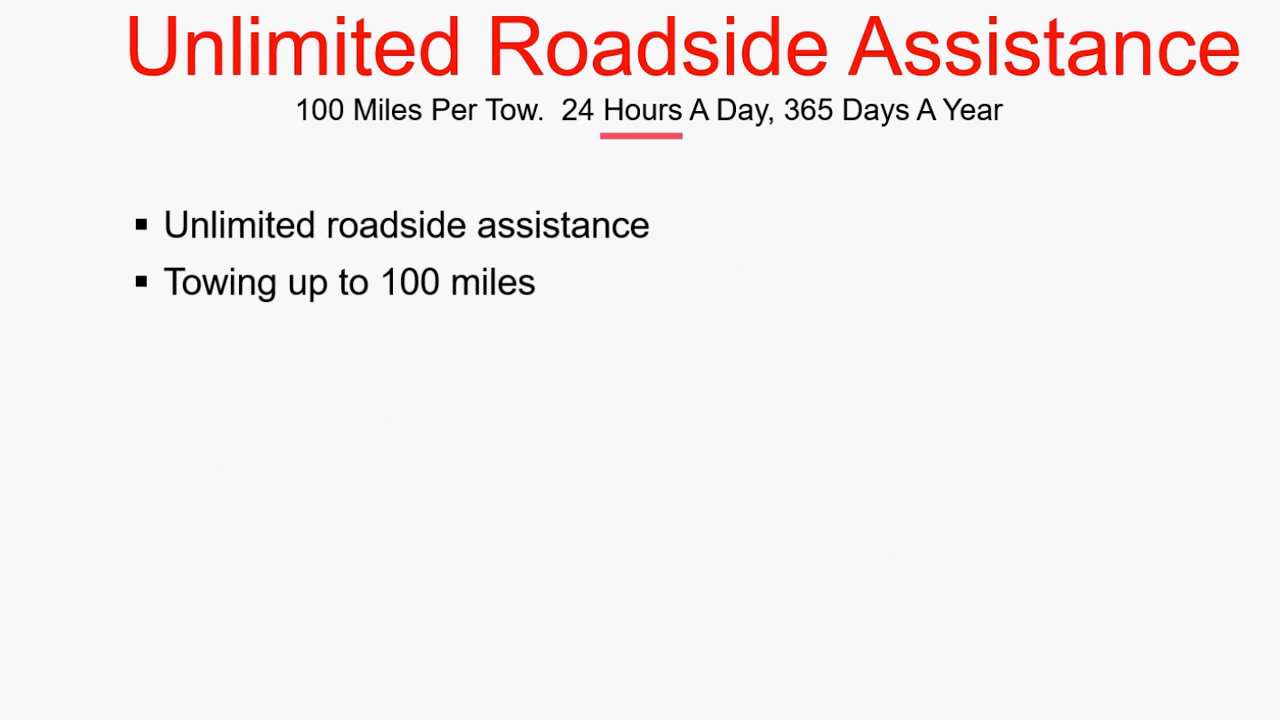 Unlimited Roadside Assistance
100 Miles Per Tow.  24 Hours A Day, 365 Days A Year
▪ Unlimited roadside assistance
▪ Towing up to 100 miles